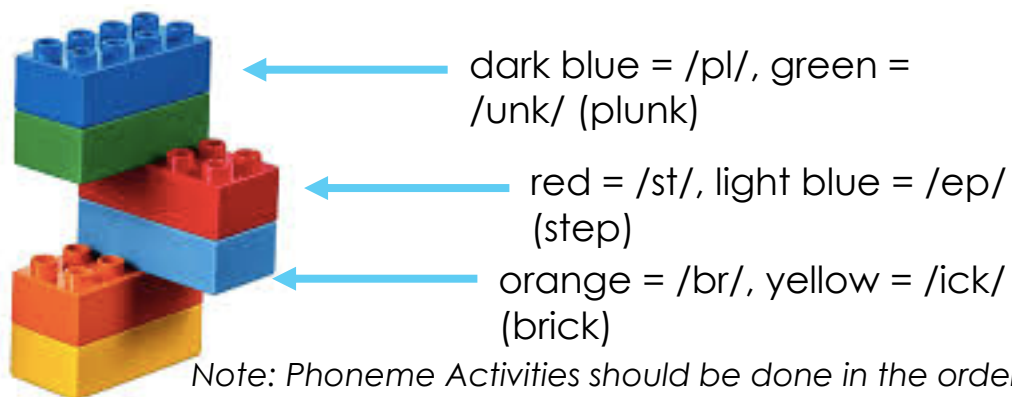 dark blue = /pl/, green =
/unk/ (plunk)
red = /st/, light blue = /ep/
(step)
orange = /br/, yellow = /ick/
(brick)
Note: Phoneme Activities should be done in the order